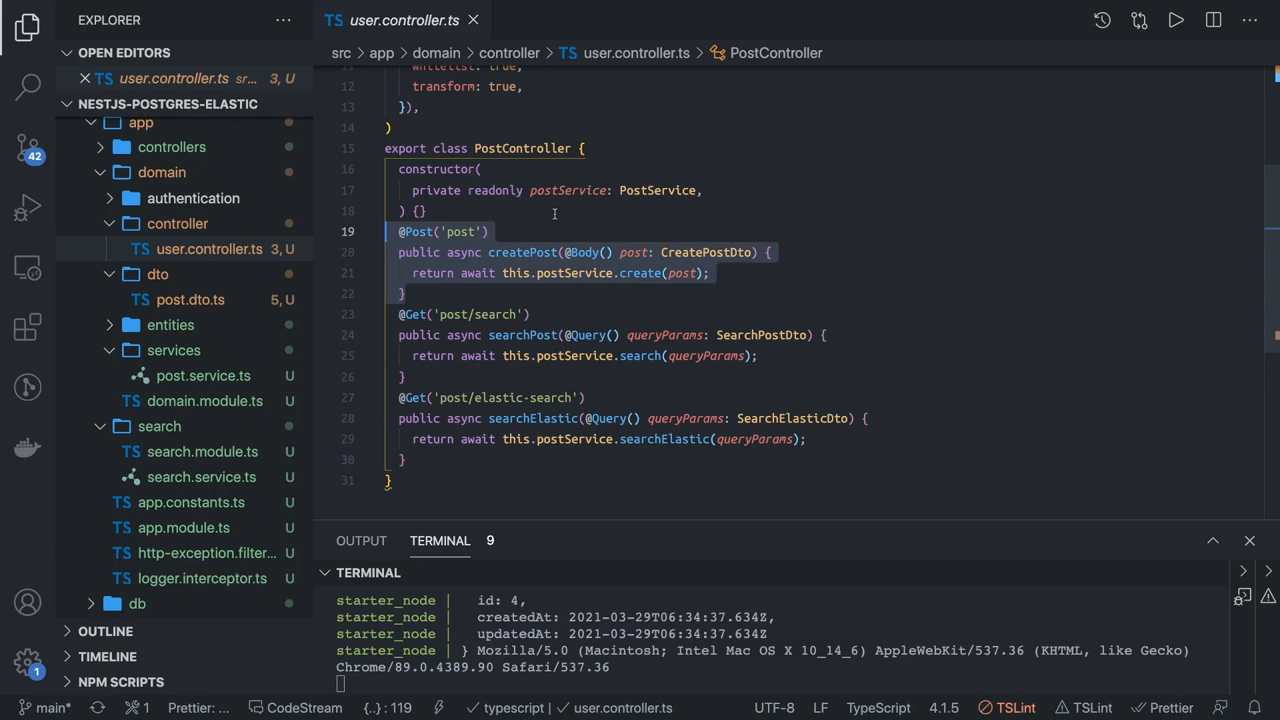 EXPLORER
OPEN EDITORS
TS user.controller.ts sr... 3, U
NESTJS-POSTGRES-ELASTIC
app
controllers
domain
authentication
controller
TS user.controller.ts 3, U
dto
TS post.dto.ts 5, U
entities
services
post.service.ts U
TS domain.module.ts U
search
TS search.module.ts U
search.service.ts U
TS app.constants.ts U
TS app.module.ts U
TS http-exception.filter... U
TS logger.interceptor.ts U
db
OUTLINE
TIMELINE
NPM SCRIPTS
42
1
TS user.controller.ts
src > app > domain > controller > TS user.controller.ts > PostController
11 whitelist: true,
12 transform: true,
13 }),
14 )
15 export class PostController {
16 constructor(
17 private readonly postService: PostService,
18 ) {}
19 @Post('post')
20 public async createPost(@Body() post: CreatePostDto) {
21 return await this.postService.create(post);
22 }
23 @Get('post/search')
24 public async searchPost(@Query() queryParams: SearchPostDto) {
25 return await this.postService.search(queryParams);
26 }
27 @Get('post/elastic-search')
28 public async searchElastic(@Query() queryParams: SearchElasticDto) {
29 return await this.postService.searchElastic(queryParams);
30 }
31 }
OUTPUT TERMINAL 9
TERMINAL
starter_node | id: 4,
starter_node | createdAt: 2021-03-29T06:34:37.634Z,
starter_node | updatedAt: 2021-03-29T06:34:37.634Z
starter_node | } Mozilla/5.0 (Macintosh; Intel Mac OS X 10_14_6) AppleWebKit/537.36 (KHTML, like Gecko)
Chrome/89.0.4389.90 Safari/537.36
main* 1 Prettier: ... CodeStream {..} : 119 typescript | user.controller.ts UTF-8 LF TypeScript 4.1.5 TSLint TSLint Prettier